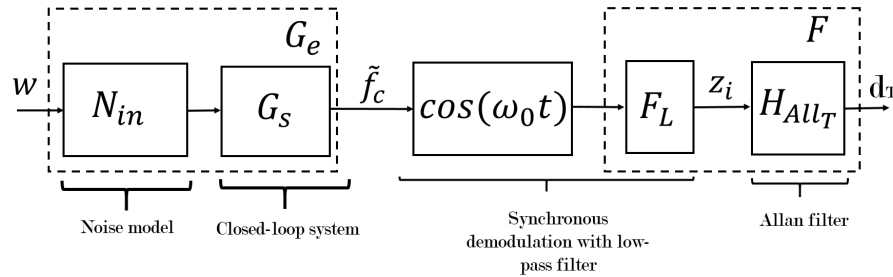 G_e
F
w
N_in
G_s
f̃_c
cos(ω_0 t)
F_L
z_i
H_All_T
d_T
Noise model
Closed-loop system
Synchronous
demodulation with low-
pass filter
Allan filter